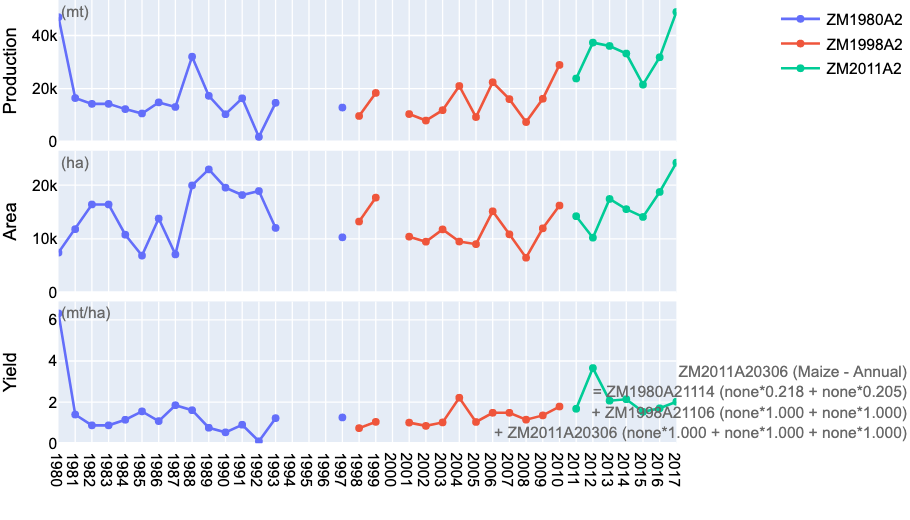 (mt)
Production
40k
20k
0
ZM1980A2
ZM1998A2
ZM2011A2
(ha)
Area
20k
10k
0
(mt/ha)
Yield
6
4
2
0
ZM2011A20306 (Maize - Annual)
= ZM1980A21114 (none*0.218 + none*0.205)
+ ZM1998A21106 (none*1.000 + none*1.000)
+ ZM2011A20306 (none*1.000 + none*1.000 + none*1.000)
1980
1981
1982
1983
1984
1985
1986
1987
1988
1989
1990
1991
1992
1993
1994
1995
1996
1997
1998
1999
2000
2001
2002
2003
2004
2005
2006
2007
2008
2009
2010
2011
2012
2013
2014
2015
2016
2017